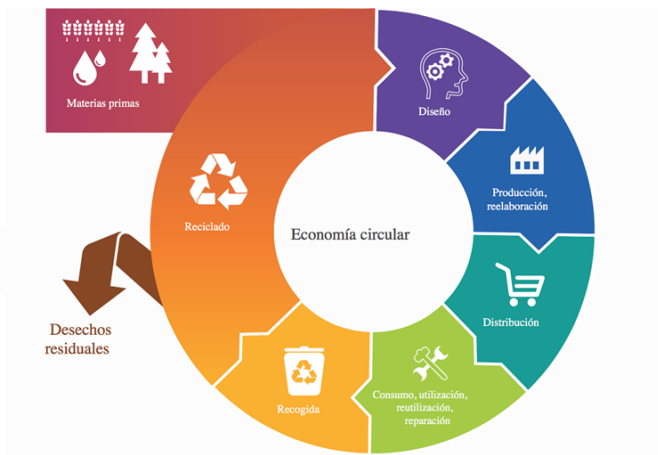 Materias primas
Diseño
Producción,
reelaboración
Distribución
Consumo, utilización,
reutilización,
reparación
Recogida
Reciclado
Economía circular
Desechos
residuales